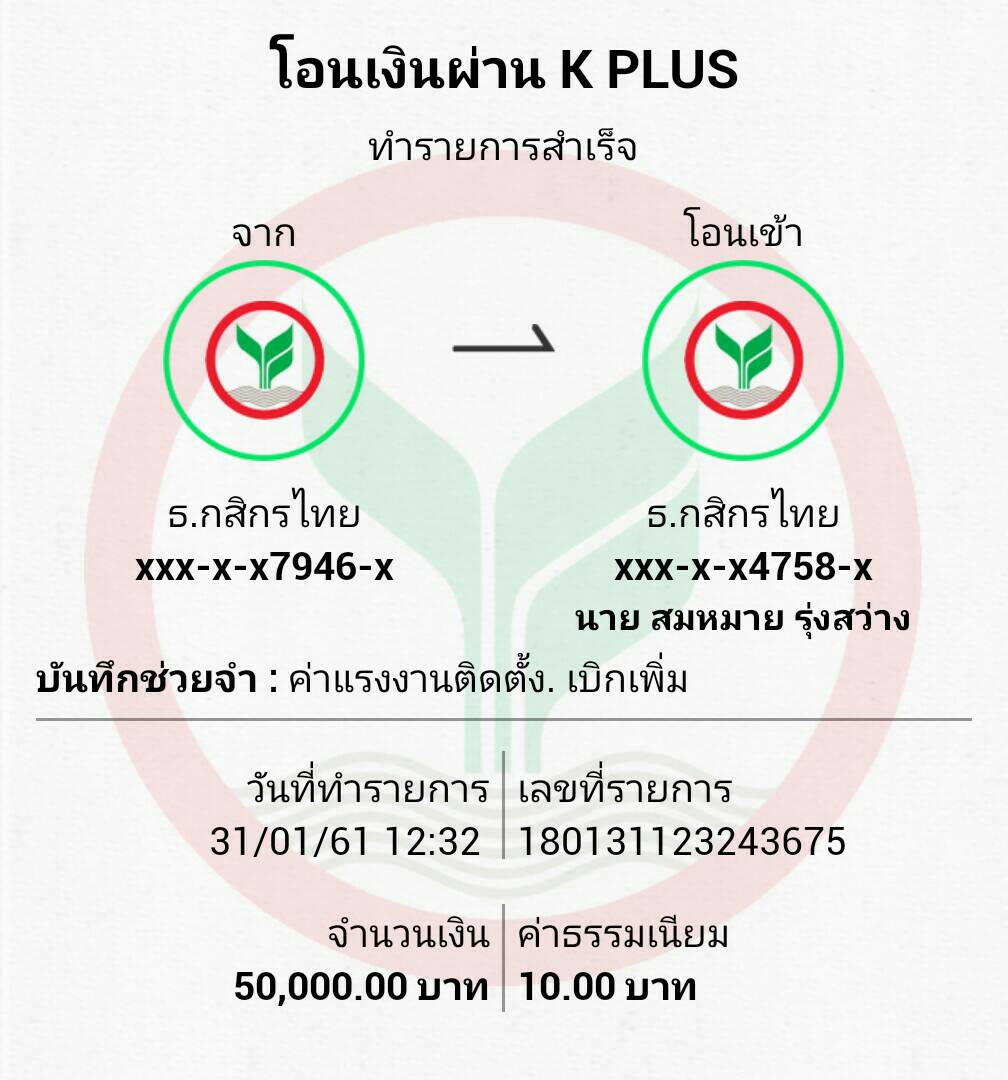 โอนเงินผ่าน K PLUS
ทำรายการสำเร็จ
จาก
โอนเข้า
ธ.กสิกรไทย
xxx-x-x7946-x
ธ.กสิกรไทย
xxx-x-x4758-x
นาย สมหมาย รุ่งสว่าง
บันทึกช่วยจำ : ค่าแรงงานติดตั้ง. เบิกเพิ่ม
วันที่ทำรายการ
31/01/61 12:32
เลขที่รายการ
180131123243675
จำนวนเงิน
50,000.00 บาท
ค่าธรรมเนียม
10.00 บาท